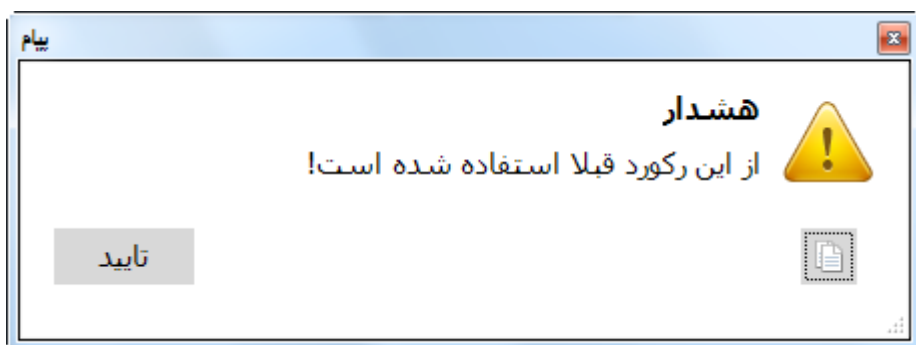 پیام
هشدار
از این رکورد قبلا استفاده شده است!
تایید